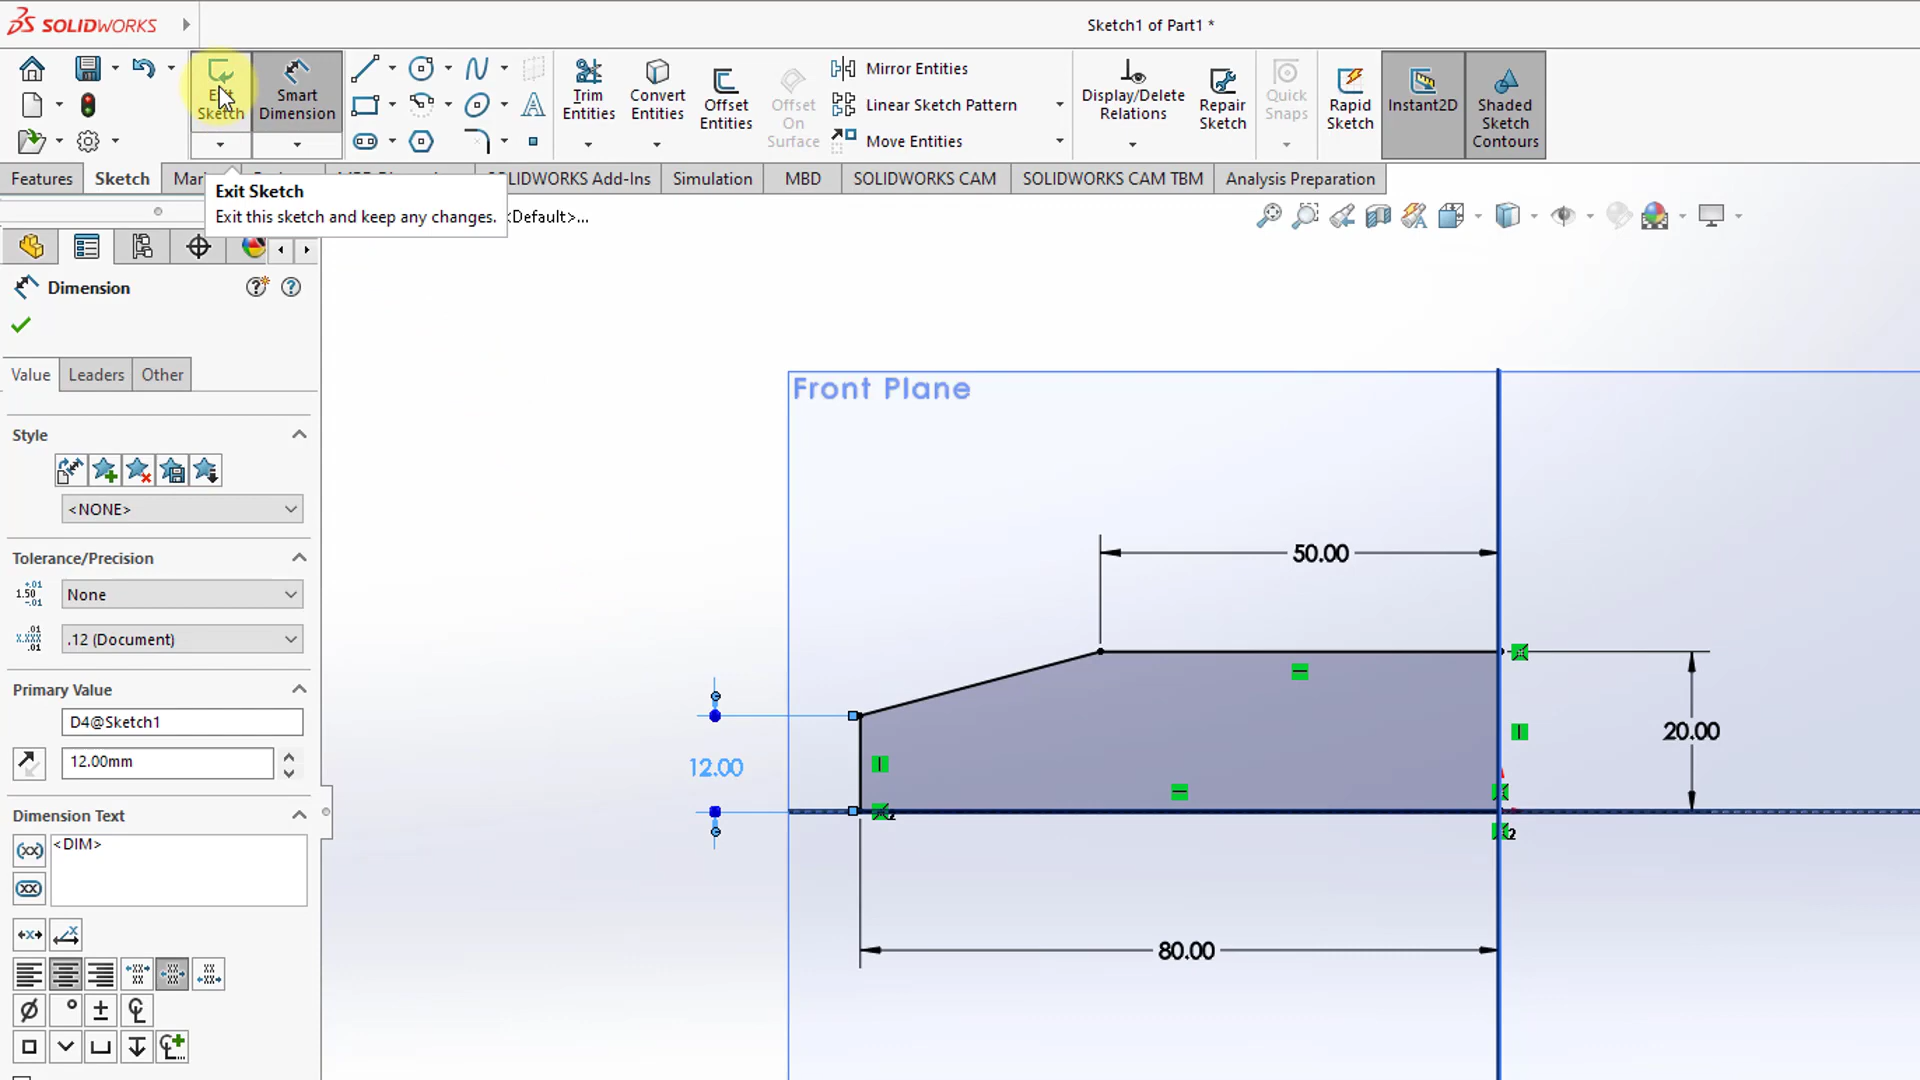 SOLIDWORKS
Sketch1 of Part1 *
Exit
Sketch
Smart
Dimension
Trim
Entities
Convert
Entities
Offset
Entities
Offset
On
Surface
Mirror Entities
Linear Sketch Pattern
Move Entities
Display/Delete
Relations
Repair
Sketch
Quick
Snaps
Rapid
Sketch
Instant2D
Shaded
Sketch
Contours
Features
Sketch
SOLIDWORKS Add-Ins
Simulation
MBD
SOLIDWORKS CAM
SOLIDWORKS CAM TBM
Analysis Preparation
Exit Sketch
Exit this sketch and keep any changes.
<Default>...
Dimension
Value
Leaders
Other
Style
<NONE>
Tolerance/Precision
None
.12 (Document)
Primary Value
D4@Sketch1
12.00mm
Dimension Text
<DIM>
Front Plane
50.00
20.00
12.00
80.00